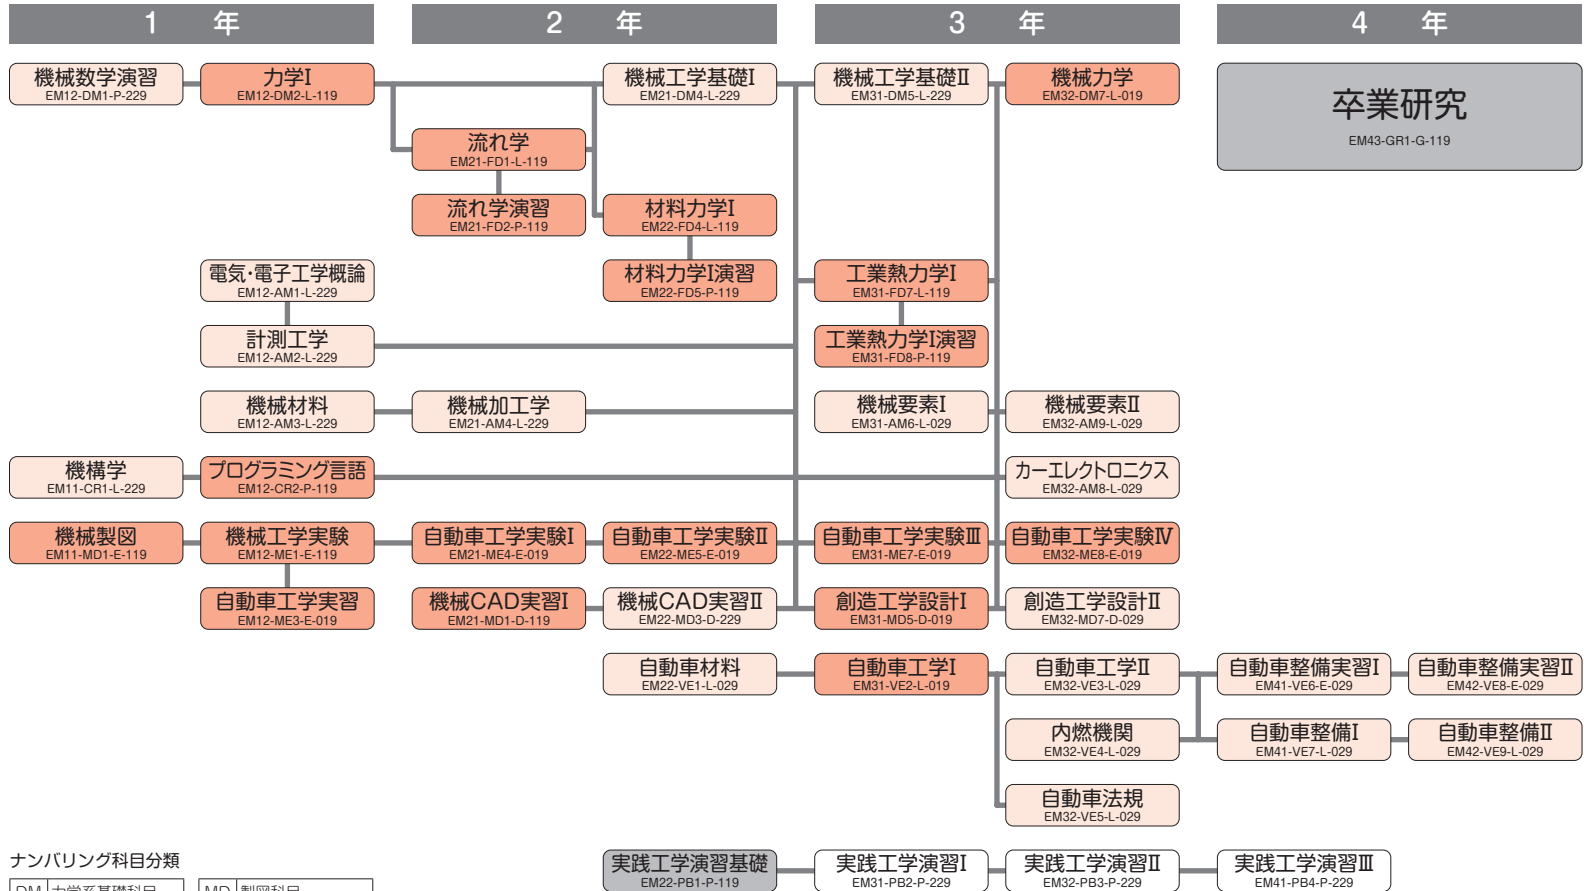 1 年
2 年
3 年
4 年
機械数学演習
EM12-DM1-P-229
力学I
EM12-DM2-L-119
機械工学基礎I
EM21-DM4-L-229
機械工学基礎II
EM31-DM5-L-229
機械力学
EM32-DM7-L-019
卒業研究
EM43-GR1-G-119
流れ学
EM21-FD1-L-119
流れ学演習
EM21-FD2-P-119
材料力学I
EM22-FD4-L-119
電気・電子工学概論
EM12-AM1-L-229
材料力学I演習
EM22-FD5-P-119
工業熱力学I
EM31-FD7-L-119
計測工学
EM12-AM2-L-229
工業熱力学I演習
EM31-FD8-P-119
機械材料
EM12-AM3-L-229
機械加工学
EM21-AM4-L-229
機械要素I
EM31-AM6-L-029
機械要素II
EM32-AM9-L-029
機構学
EM11-CR1-L-229
プログラミング言語
EM12-CR2-P-119
カーエレクトロニクス
EM32-AM8-L-029
機械製図
EM11-MD1-E-119
機械工学実験
EM12-ME1-E-119
自動車工学実験I
EM21-ME4-E-019
自動車工学実験II
EM22-ME5-E-019
自動車工学実験III
EM31-ME7-E-019
自動車工学実験IV
EM32-ME8-E-019
自動車工学実習
EM12-ME3-E-019
機械CAD実習I
EM21-MD1-D-119
機械CAD実習II
EM22-MD3-D-229
創造工学設計I
EM31-MD5-D-019
創造工学設計II
EM32-MD7-D-029
自動車材料
EM22-VE1-L-029
自動車工学I
EM31-VE2-L-019
自動車工学II
EM32-VE3-L-029
自動車整備実習I
EM41-VE6-E-029
自動車整備実習II
EM42-VE8-E-029
内燃機関
EM32-VE4-L-029
自動車整備I
EM41-VE7-L-029
自動車整備II
EM42-VE9-L-029
自動車法規
EM32-VE5-L-029
ナンバリング科目分類
実践工学演習基礎
EM22-PB1-P-119
実践工学演習I
EM31-PB2-P-229
実践工学演習II
EM32-PB3-P-229
実践工学演習III
EM41-PB4-P-229
DM 力学系基礎科目
MD 製図科目